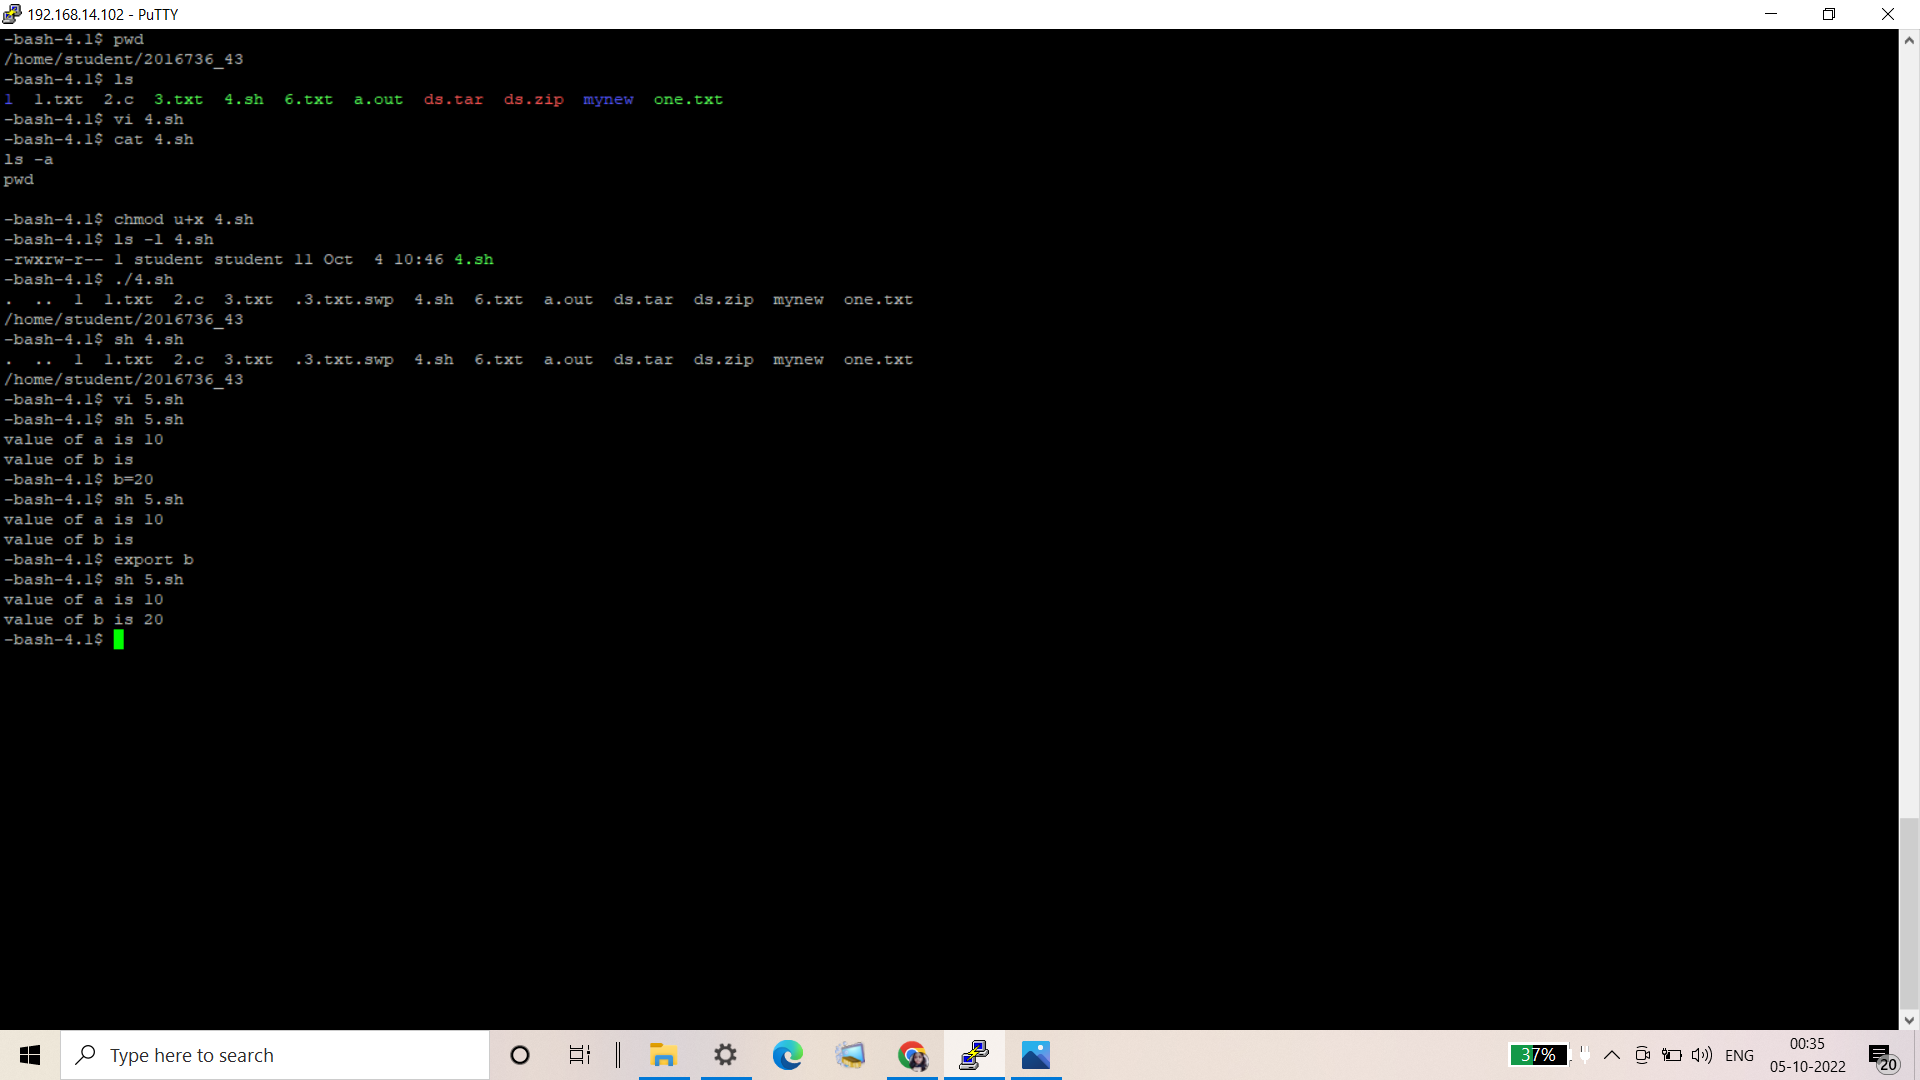 192.168.14.102 - PuTTY
-bash-4.1$ pwd
/home/student/2016736_43
-bash-4.1$ ls
1  1.txt  2.c  3.txt  4.sh  6.txt  a.out  ds.tar  ds.zip  mynew  one.txt
-bash-4.1$ vi 4.sh
-bash-4.1$ cat 4.sh
ls -a
pwd
-bash-4.1$ chmod u+x 4.sh
-bash-4.1$ ls -l 4.sh
-rwxrw-r-- 1 student student 11 Oct  4 10:46 4.sh
-bash-4.1$ ./4.sh
.  ..  1  1.txt  2.c  3.txt  .3.txt.swp  4.sh  6.txt  a.out  ds.tar  ds.zip  mynew  one.txt
/home/student/2016736_43
-bash-4.1$ sh 4.sh
.  ..  1  1.txt  2.c  3.txt  .3.txt.swp  4.sh  6.txt  a.out  ds.tar  ds.zip  mynew  one.txt
/home/student/2016736_43
-bash-4.1$ vi 5.sh
-bash-4.1$ sh 5.sh
value of a is 10
value of b is
-bash-4.1$ b=20
-bash-4.1$ sh 5.sh
value of a is 10
value of b is
-bash-4.1$ export b
-bash-4.1$ sh 5.sh
value of a is 10
value of b is 20
-bash-4.1$
Type here to search
37%
ENG
00:35
05-10-2022
20